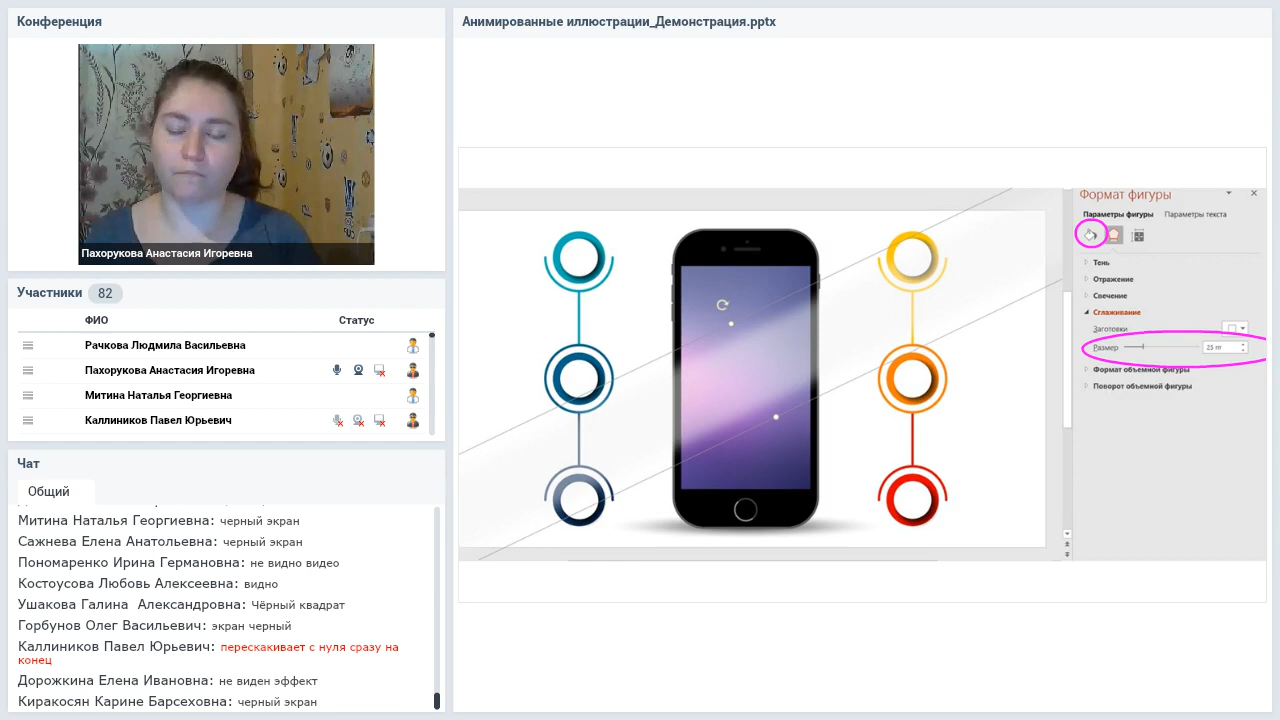 Конференция
Пахорукова Анастасия Игоревна
Участники 82
ФИО Статус
Рачкова Людмила Васильевна
Пахорукова Анастасия Игоревна
Митина Наталья Георгиевна
Каллиников Павел Юрьевич
Чат
Общий
Митина Наталья Георгиевна: черный экран
Сажнева Елена Анатольевна: черный экран
Пономаренко Ирина Германовна: не видно видео
Костоусова Любовь Алексеевна: видно
Ушакова Галина Александровна: Чёрный квадрат
Горбунов Олег Васильевич: экран черный
Каллиников Павел Юрьевич: перескакивает с нуля сразу на
конец
Дорожкина Елена Ивановна: не виден эффект
Киракосян Карине Барсеховна: черный экран
Анимированные иллюстрации_Демонстрация.pptx
Формат фигуры
Параметры фигуры Параметры текста
Тень
Отражение
Свечение
Сглаживание
Заготовки
Размер 25 пт
Формат объемной фигуры
Поворот объемной фигуры